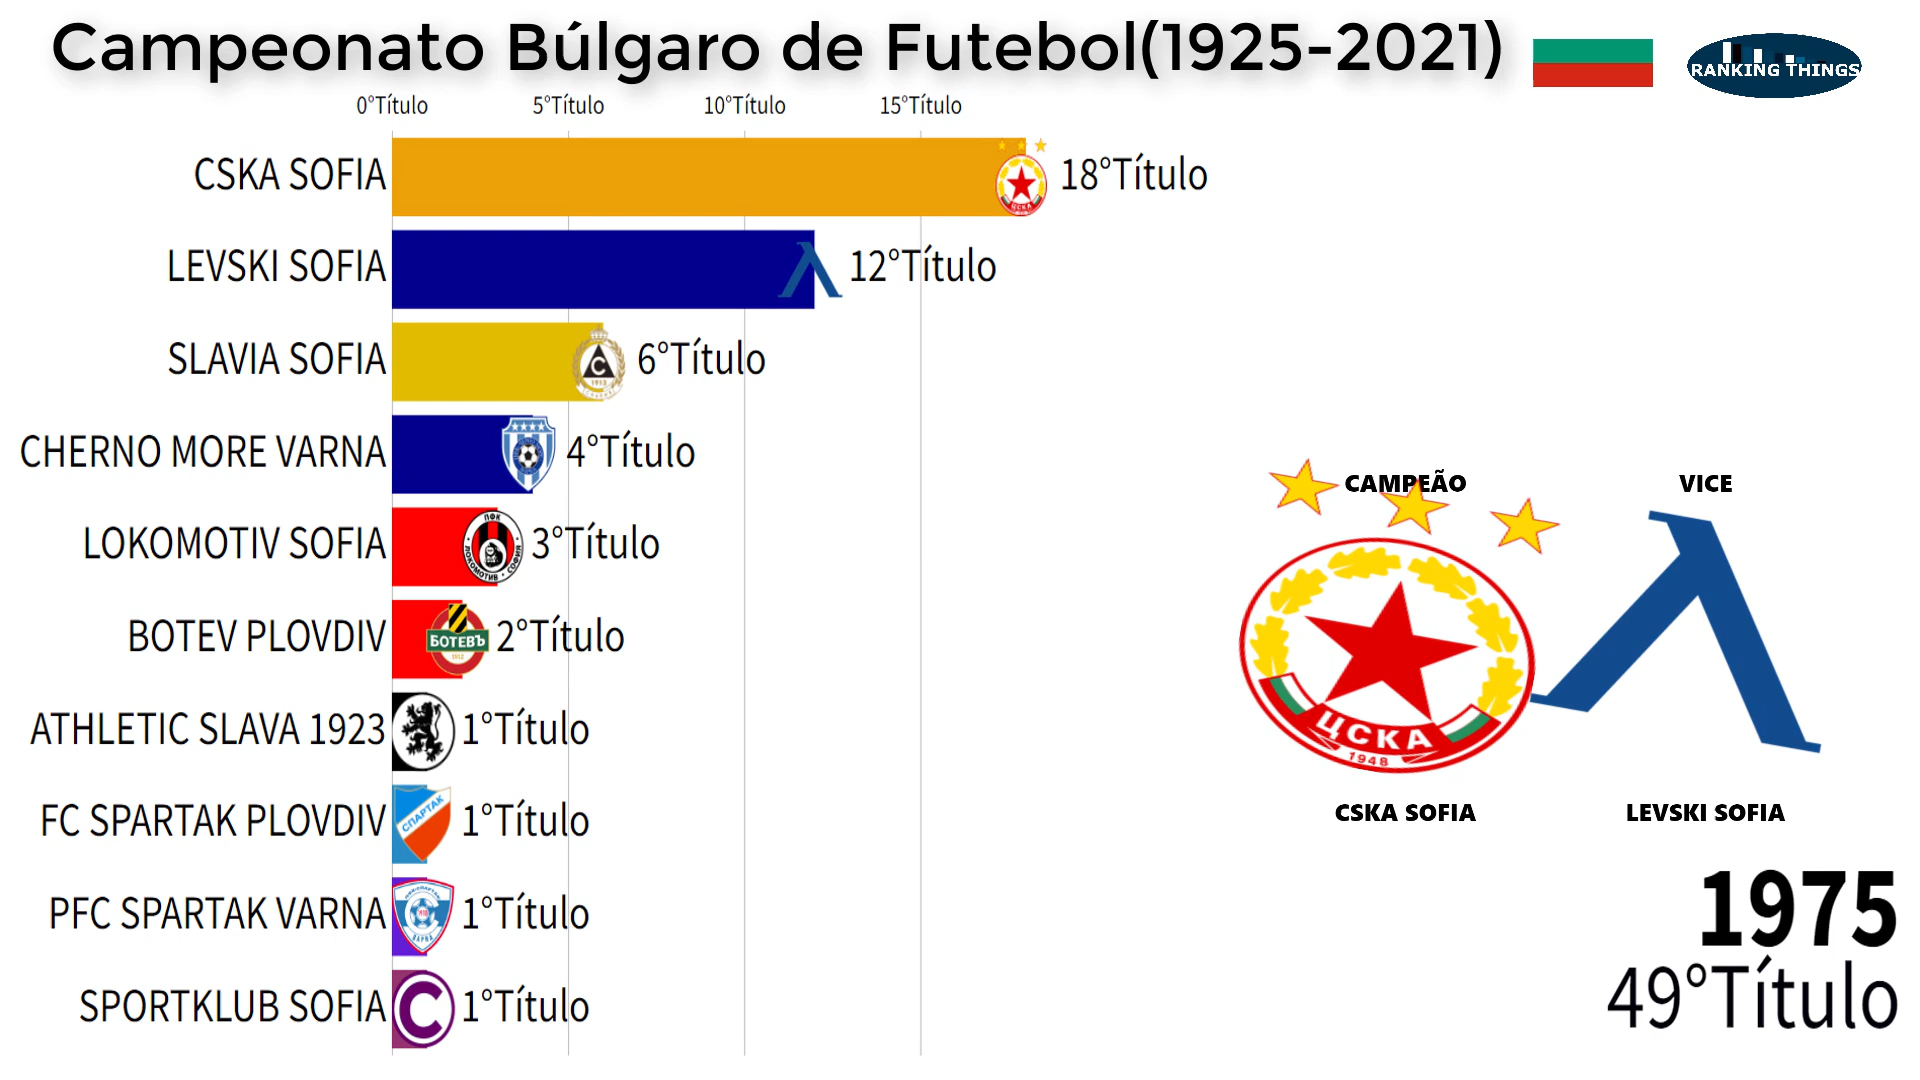 Campeonato Búlgaro de Futebol(1925-2021)
RANKING THINGS
0°Título 5°Título 10°Título 15°Título
CSKA SOFIA 18°Título
LEVSKI SOFIA 12°Título
SLAVIA SOFIA 6°Título
CHERNO MORE VARNA 4°Título
LOKOMOTIV SOFIA 3°Título
BOTEV PLOVDIV БОТЕВЪ 1912 2°Título
ATHLETIC SLAVA 1923 1°Título
FC SPARTAK PLOVDIV СПАРТАК 1°Título
PFC SPARTAK VARNA 1°Título
SPORTKLUB SOFIA C 1°Título
CAMPEÃO VICE
ЦСКА
1948
CSKA SOFIA LEVSKI SOFIA
1975
49°Título